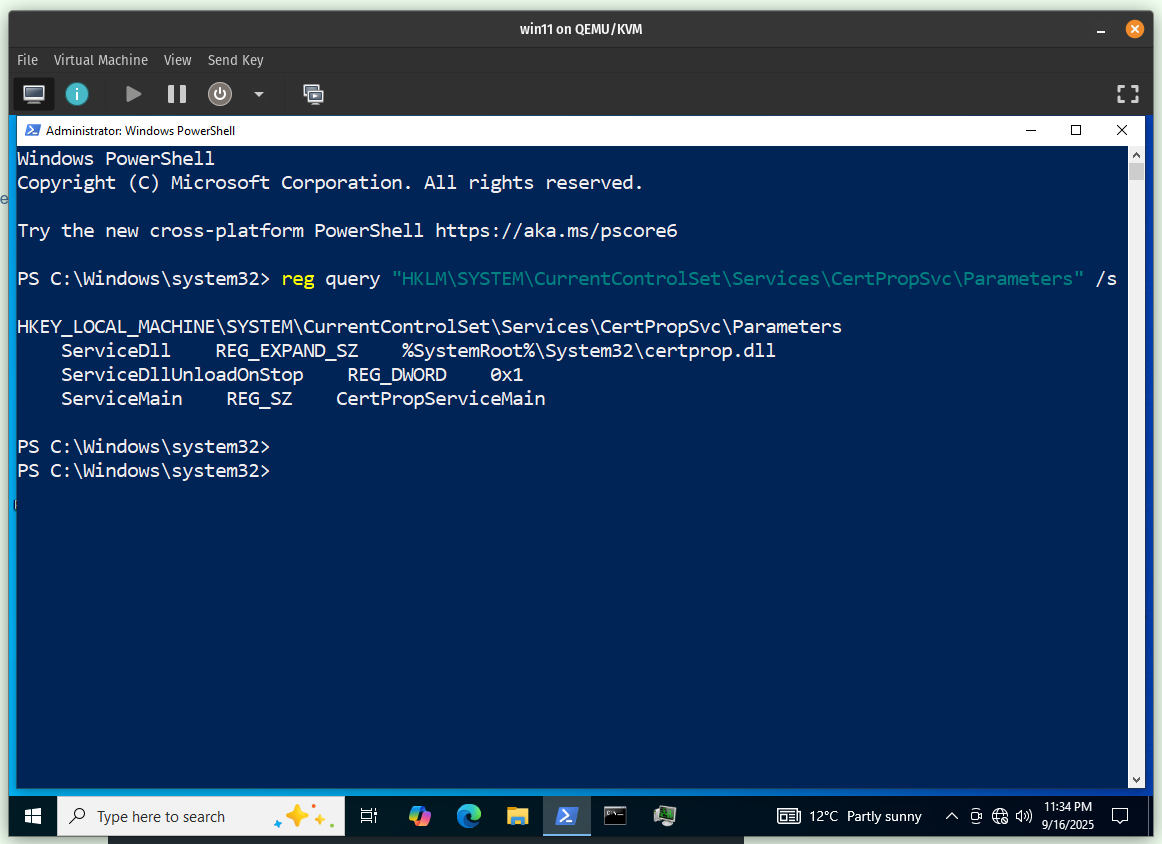 win11 on QEMU/KVM
File Virtual Machine View Send Key
Administrator: Windows PowerShell
Windows PowerShell
Copyright (C) Microsoft Corporation. All rights reserved.
Try the new cross-platform PowerShell https://aka.ms/pscore6
PS C:\Windows\system32> reg query "HKLM\SYSTEM\CurrentControlSet\Services\CertPropSvc\Parameters" /s
HKEY_LOCAL_MACHINE\SYSTEM\CurrentControlSet\Services\CertPropSvc\Parameters
    ServiceDll    REG_EXPAND_SZ    %SystemRoot%\System32\certprop.dll
    ServiceDllUnloadOnStop    REG_DWORD    0x1
    ServiceMain    REG_SZ    CertPropServiceMain
PS C:\Windows\system32>
PS C:\Windows\system32>
Type here to search
12°C Partly sunny
11:34 PM
9/16/2025